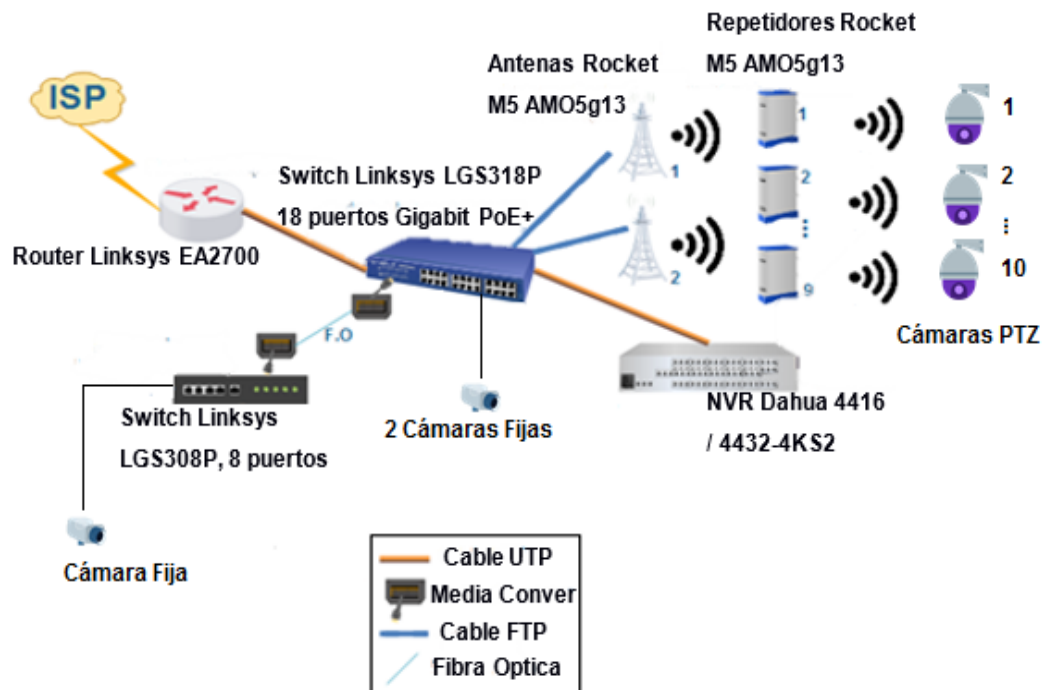 Repetidores Rocket
M5 AMO5g13
Antenas Rocket
M5 AMO5g13
ISP
1
1
1
Switch Linksys LGS318P
18 puertos Gigabit PoE+
2
2
2
Router Linksys EA2700
9
10
F.O
Cámaras PTZ
Switch Linksys
LGS308P, 8 puertos
2 Cámaras Fijas
NVR Dahua 4416
/ 4432-4KS2
Cámara Fija
Cable UTP
Media Conver
Cable FTP
Fibra Optica